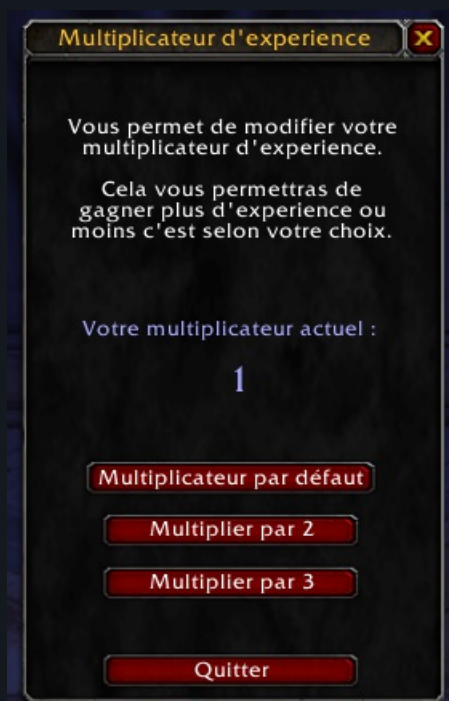 Multiplicateur d'experience
Vous permet de modifier votre
multiplicateur d'experience.
Cela vous permettras de
gagner plus d'experience ou
moins c'est selon votre choix.
Votre multiplicateur actuel :
1
Multiplicateur par défaut
Multiplier par 2
Multiplier par 3
Quitter